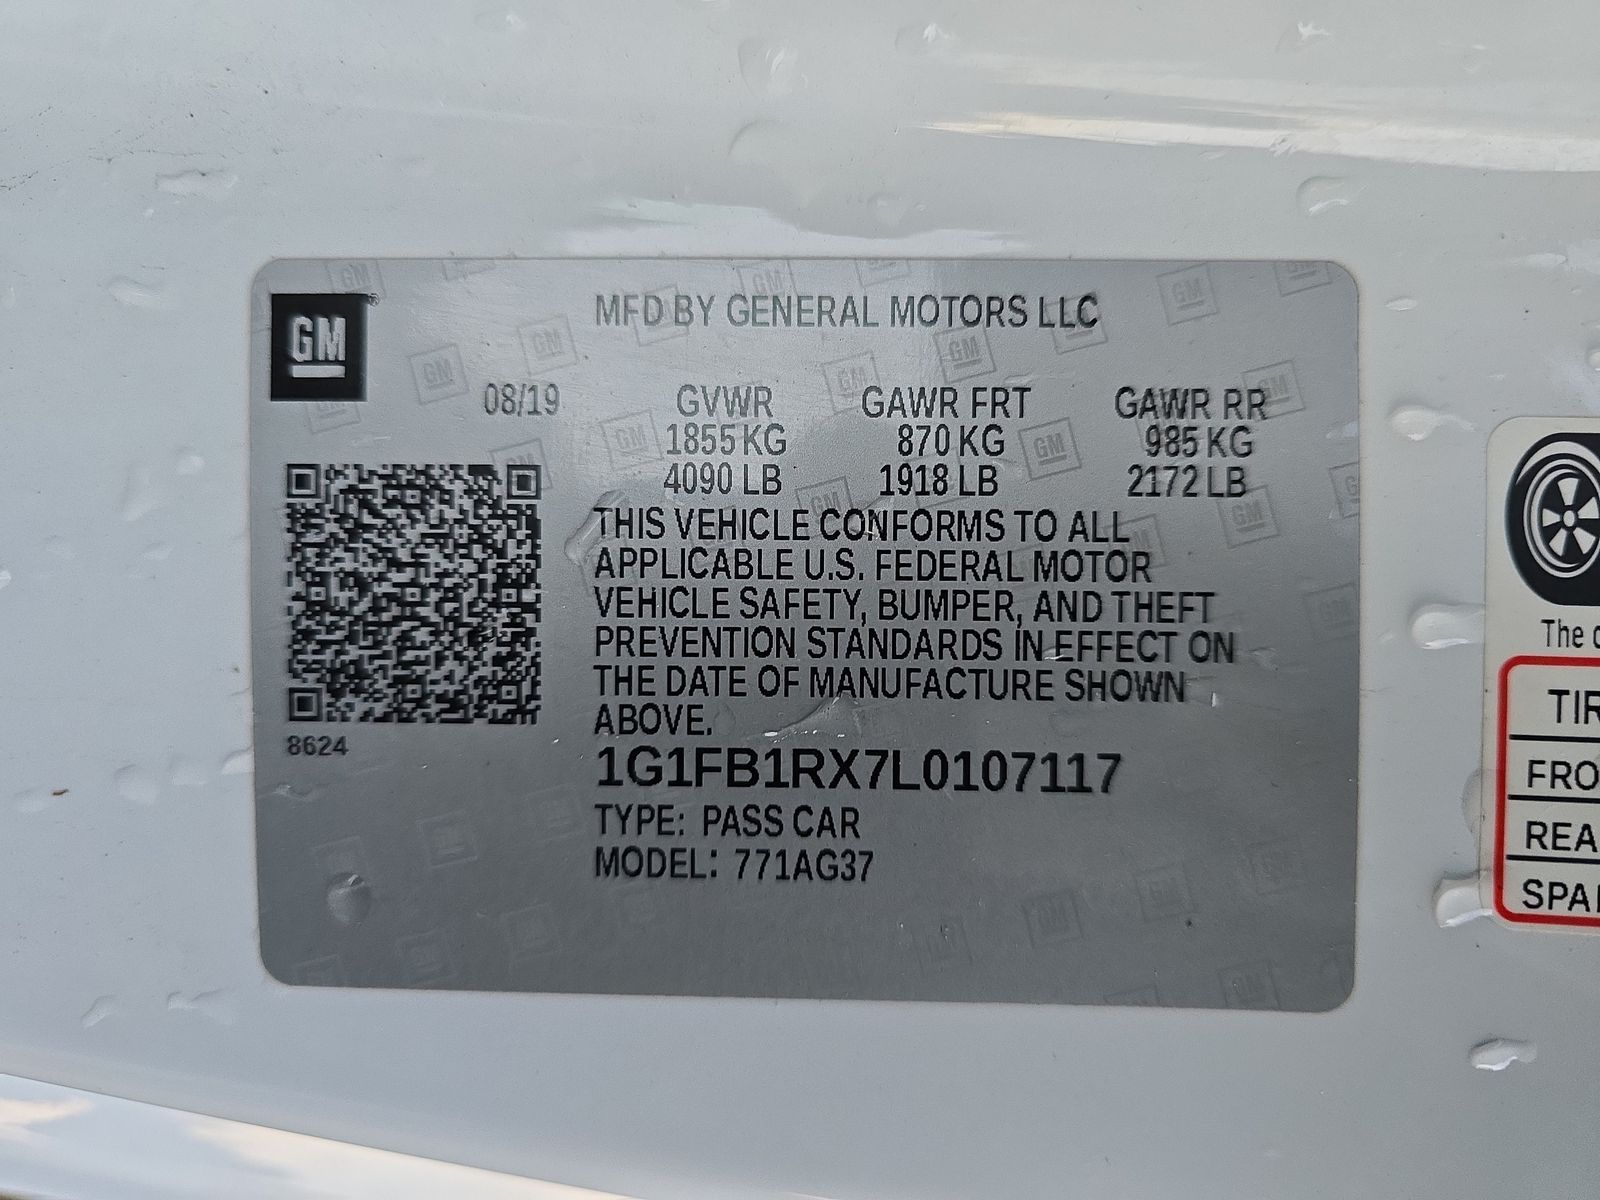 GM
MFD BY GENERAL MOTORS LLC
08/19 GVWR GAWR FRT GAWR RR
1855 KG 870 KG 985 KG
4090 LB 1918 LB 2172 LB
THIS VEHICLE CONFORMS TO ALL
APPLICABLE U.S. FEDERAL MOTOR
VEHICLE SAFETY, BUMPER, AND THEFT
PREVENTION STANDARDS IN EFFECT ON
THE DATE OF MANUFACTURE SHOWN
ABOVE.
8624
1G1FB1RX7L0107117
TYPE: PASS CAR
MODEL: 771AG37
The